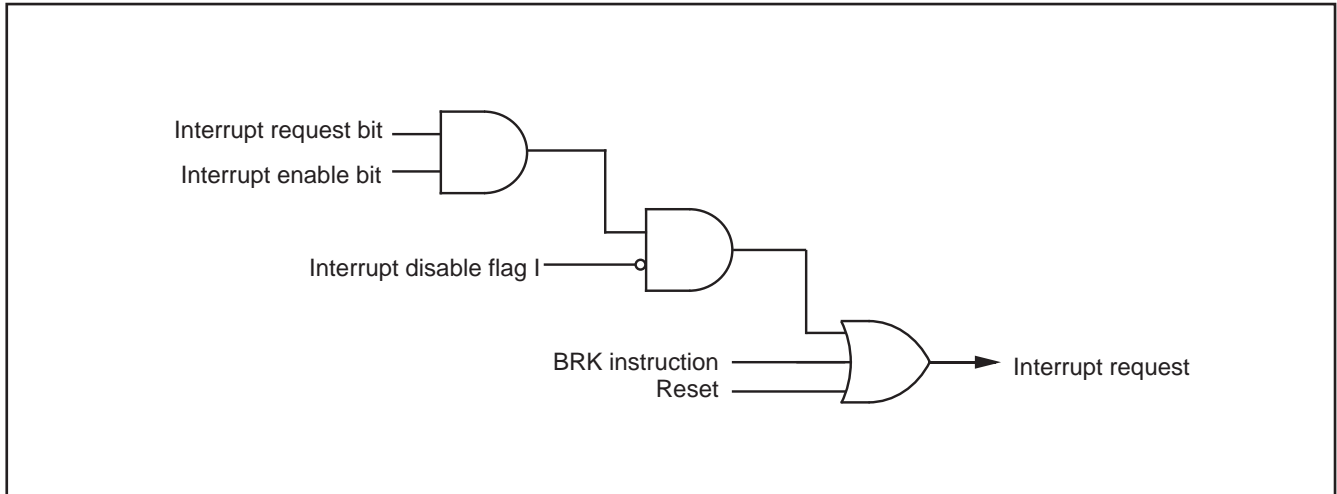 Interrupt request bit
Interrupt enable bit
Interrupt disable flag I
BRK instruction
Reset
Interrupt request